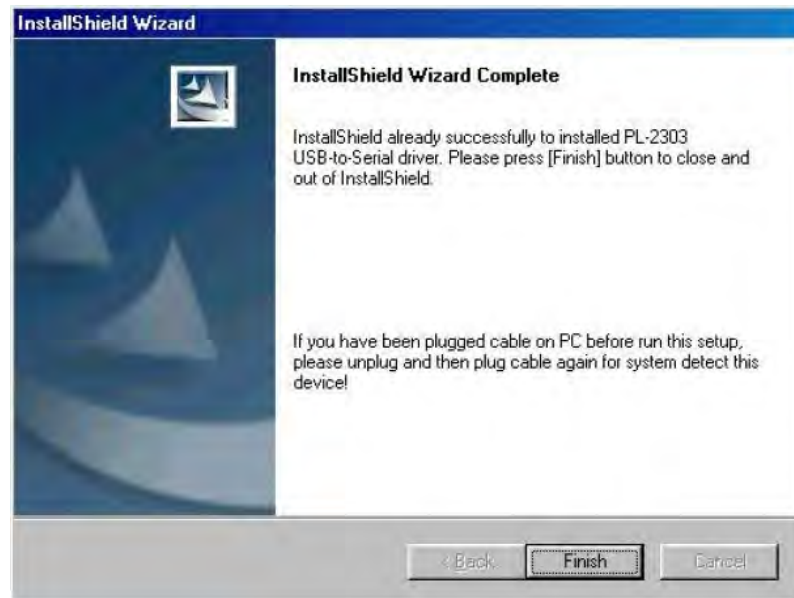 InstallShield Wizard
InstallShield Wizard Complete
InstallShield already successfully to installed PL-2303
USB-to-Serial driver. Please press [Finish] button to close and
out of InstallShield.
If you have been plugged cable on PC before run this setup,
please unplug and then plug cable again for system detect this
device!
< Back Finish Cancel